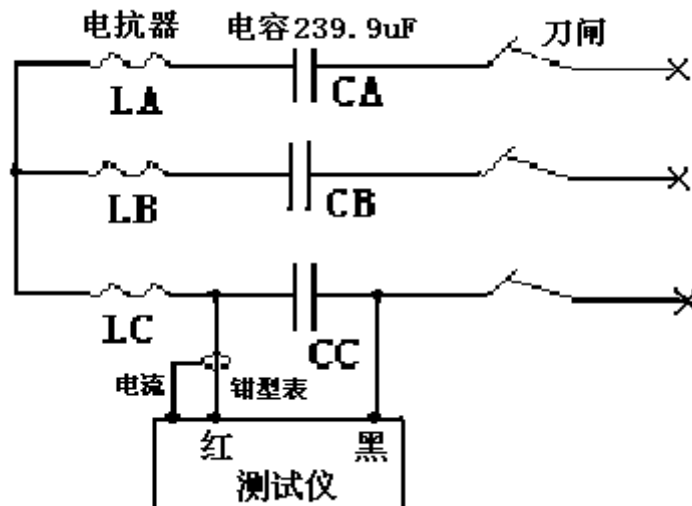 电抗器 电容239.9uF 刀闸
LA CA
LB CB
LC CC
电流 钳型表
红 黑
测试仪